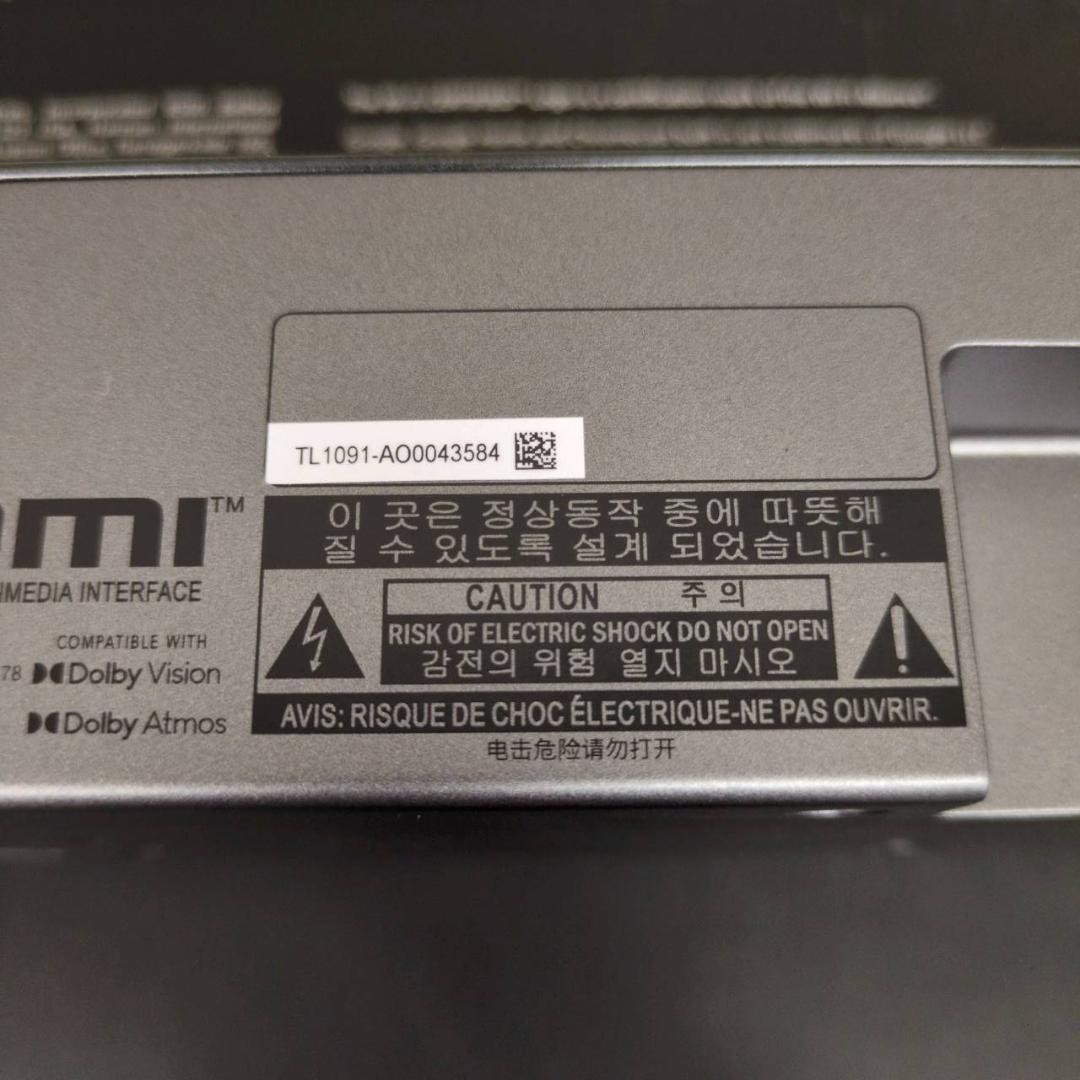 TL1091-AO0043584
mı™
IMEDIA INTERFACE
COMPATIBLE WITH
78 Dolby Vision
Dolby Atmos
이 곳은 정상동작 중에 따뜻해
질 수 있도록 설계 되었습니다.
CAUTION 주 의
RISK OF ELECTRIC SHOCK DO NOT OPEN
감전의 위험 열지 마시오
AVIS: RISQUE DE CHOC ÉLECTRIQUE-NE PAS OUVRIR.
电击危险请勿打开